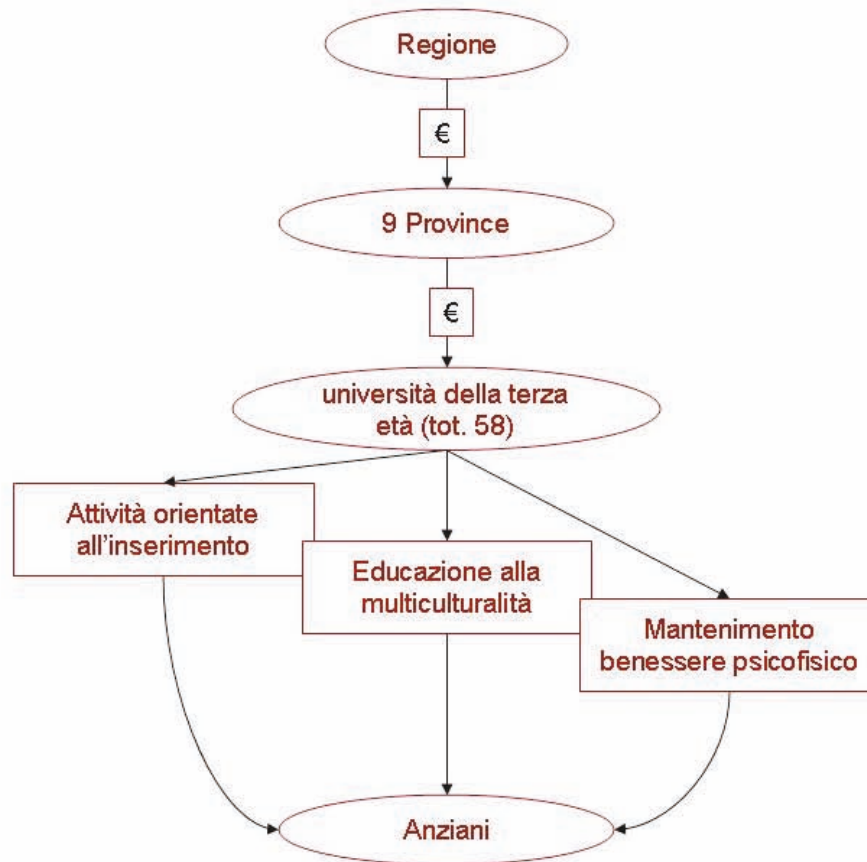 Regione
€
9 Province
€
università della terza
età (tot. 58)
Attività orientate
all'inserimento
Educazione alla
multiculturalità
Mantenimento
benessere psicofisico
Anziani